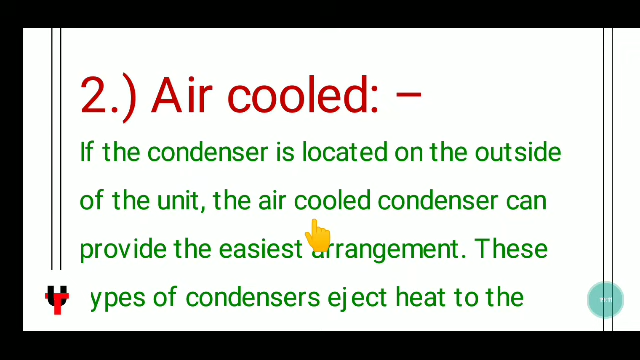 2.) Air cooled: –
If the condenser is located on the outside
of the unit, the air cooled condenser can
provide the easiest arrangement. These
ypes of condensers eject heat to the